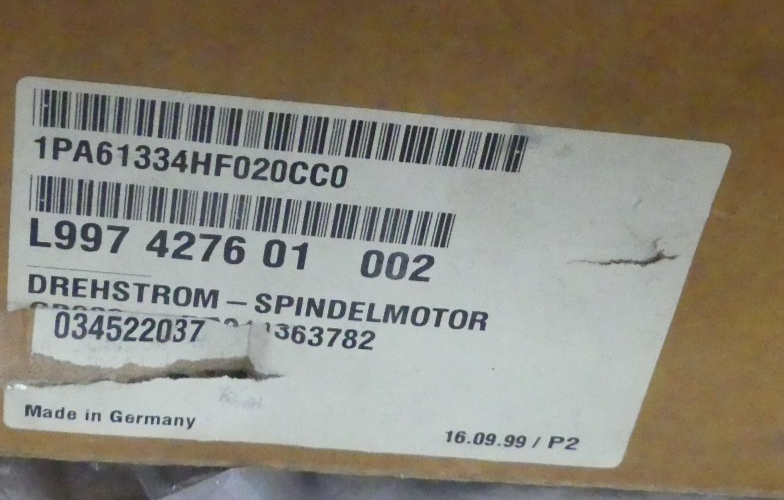 1PA61334HF020CC0
L997 4276 01 002
DREHSTROM – SPINDELMOTOR
363782
034522037
Made in Germany
16.09.99 / P2